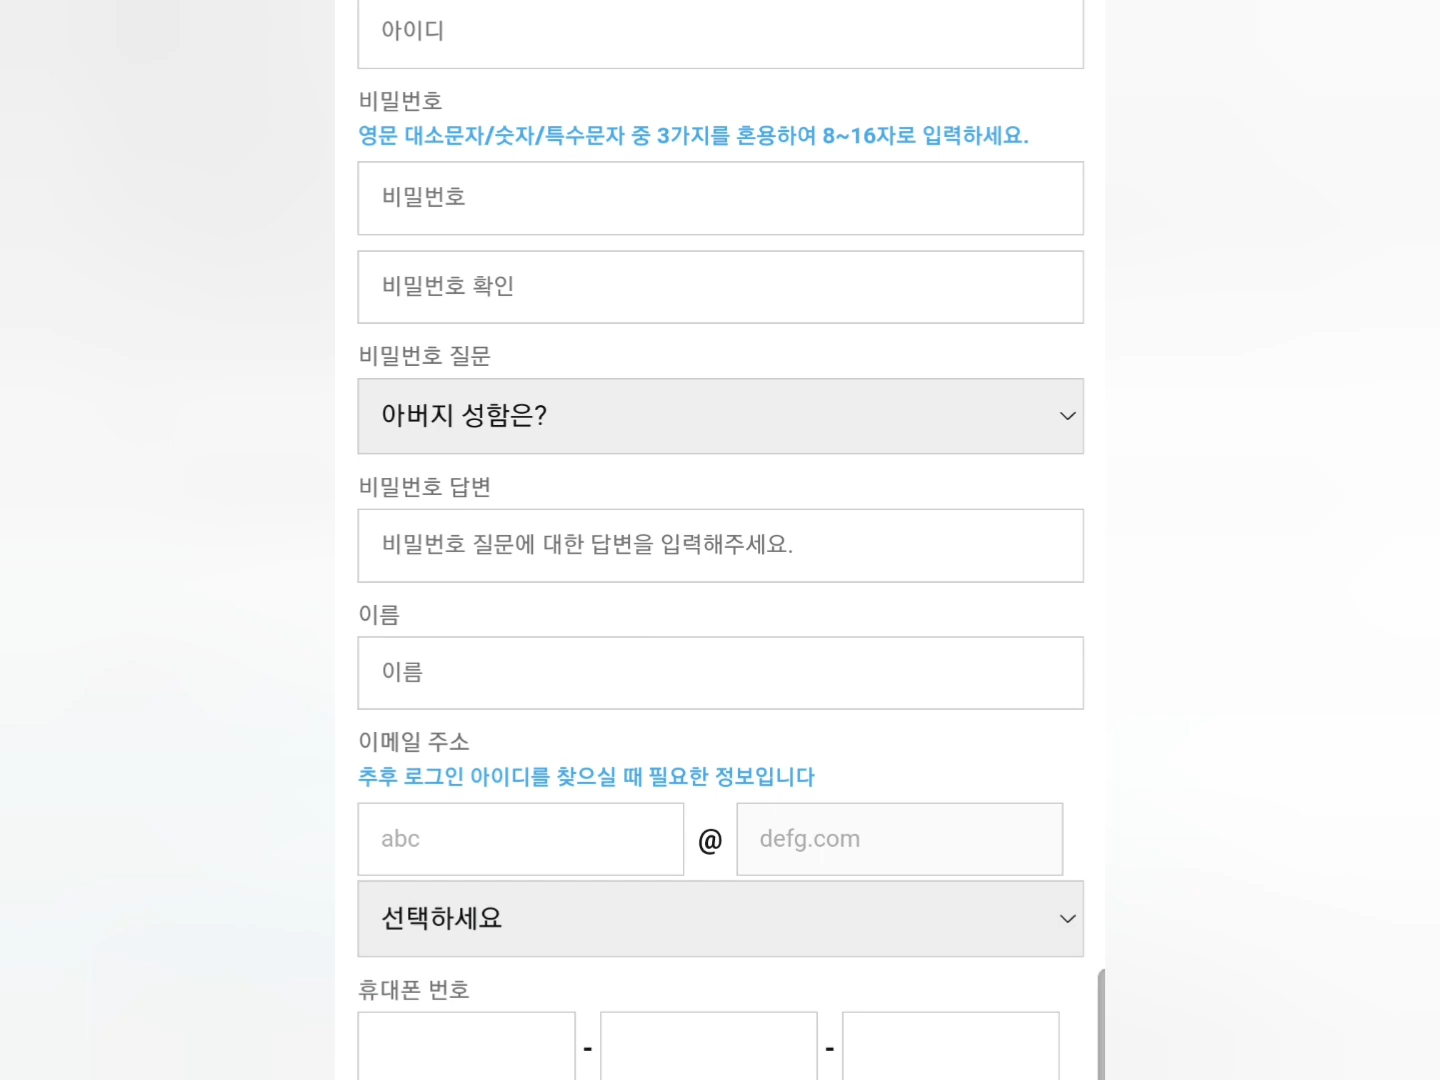 아이디
비밀번호
영문 대소문자/숫자/특수문자 중 3가지를 혼용하여 8~16자로 입력하세요.
비밀번호
비밀번호 확인
비밀번호 질문
아버지 성함은?
비밀번호 답변
비밀번호 질문에 대한 답변을 입력해주세요.
이름
이름
이메일 주소
추후 로그인 아이디를 찾으실 때 필요한 정보입니다
abc @ defg.com
선택하세요
휴대폰 번호
- -